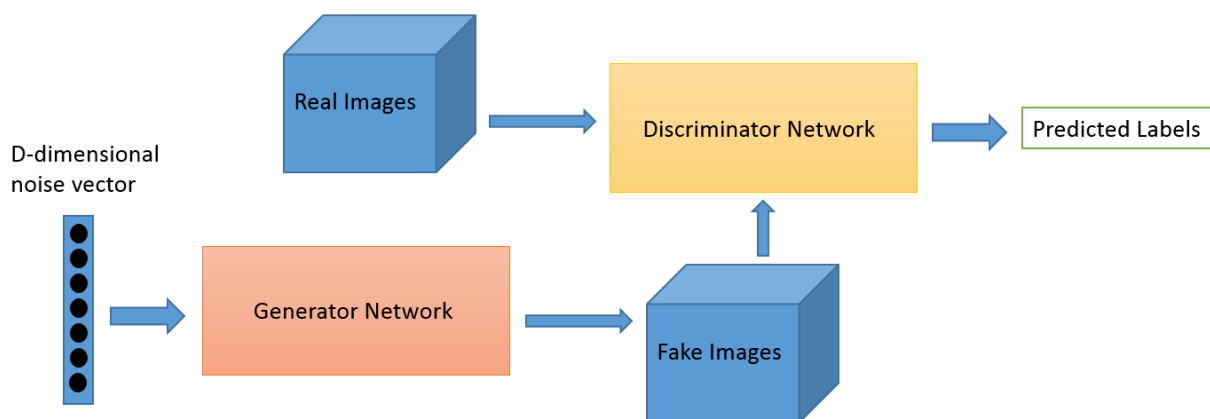 Real Images
Discriminator Network
Predicted Labels
D-dimensional
noise vector
Generator Network
Fake Images